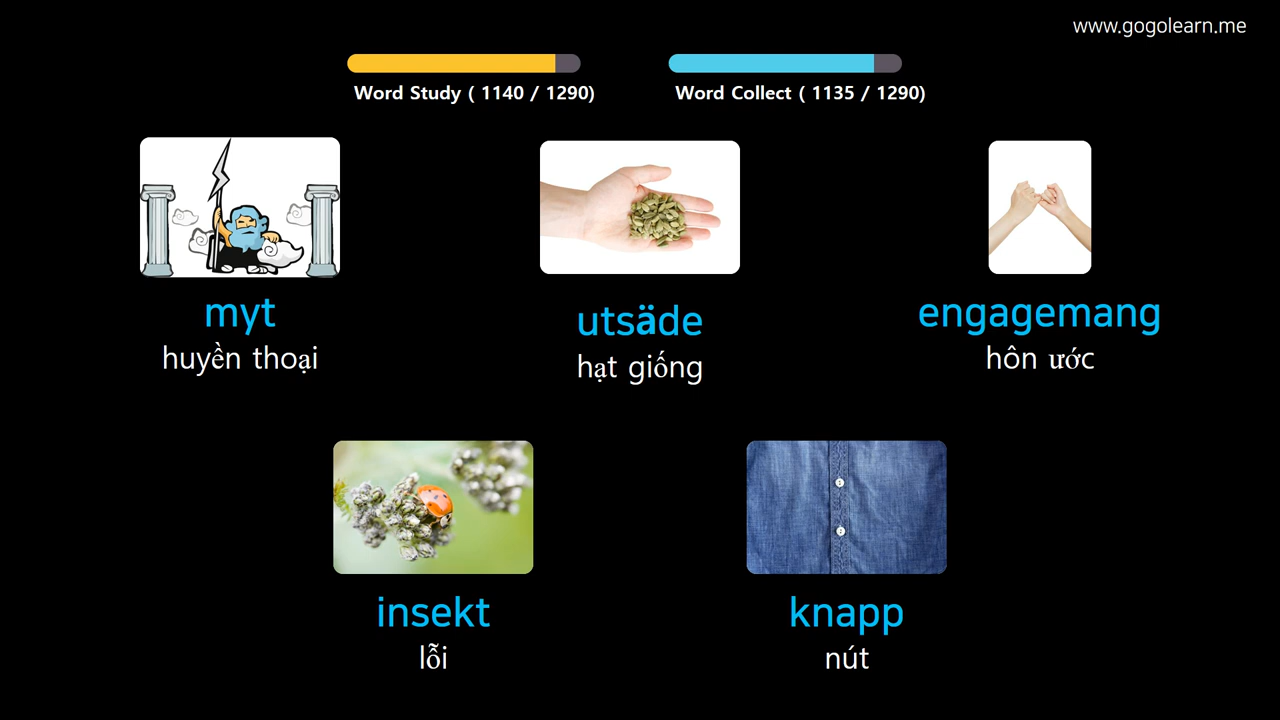 www.gogolearn.me
Word Study ( 1140 / 1290)
Word Collect ( 1135 / 1290)
myt
huyền thoại
utsäde
hạt giống
engagemang
hôn ước
insekt
lỗi
knapp
nút